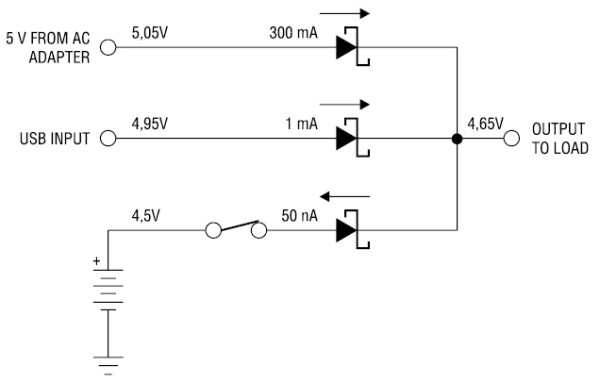 5 V FROM AC
ADAPTER
5,05V
300 mA
USB INPUT
4,95V
1 mA
4,65V
OUTPUT
TO LOAD
4,5V
50 nA
+